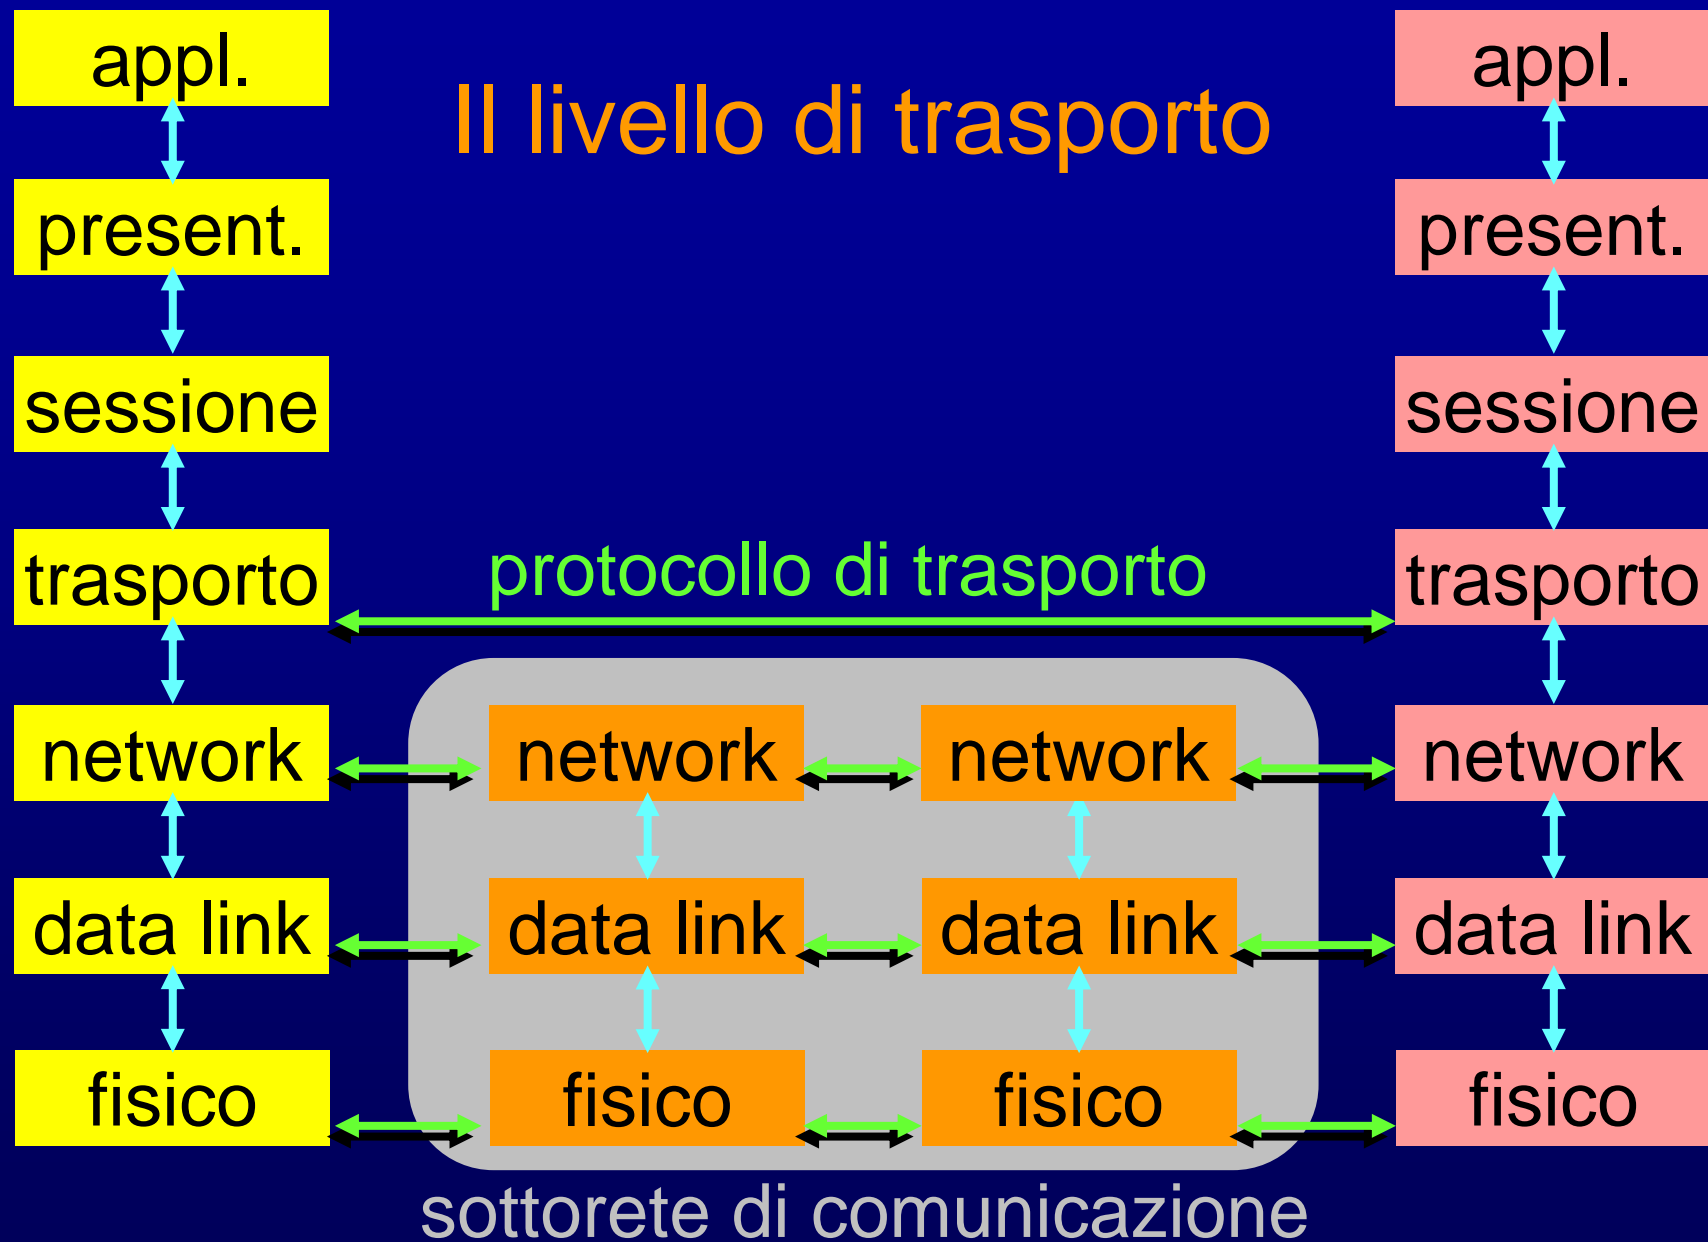 appl.
Il livello di trasporto
appl.
present.
present.
sessione
sessione
trasporto
protocollo di trasporto
trasporto
network
network
network
network
data link
data link
data link
data link
fisico
fisico
fisico
fisico
sottorete di comunicazione